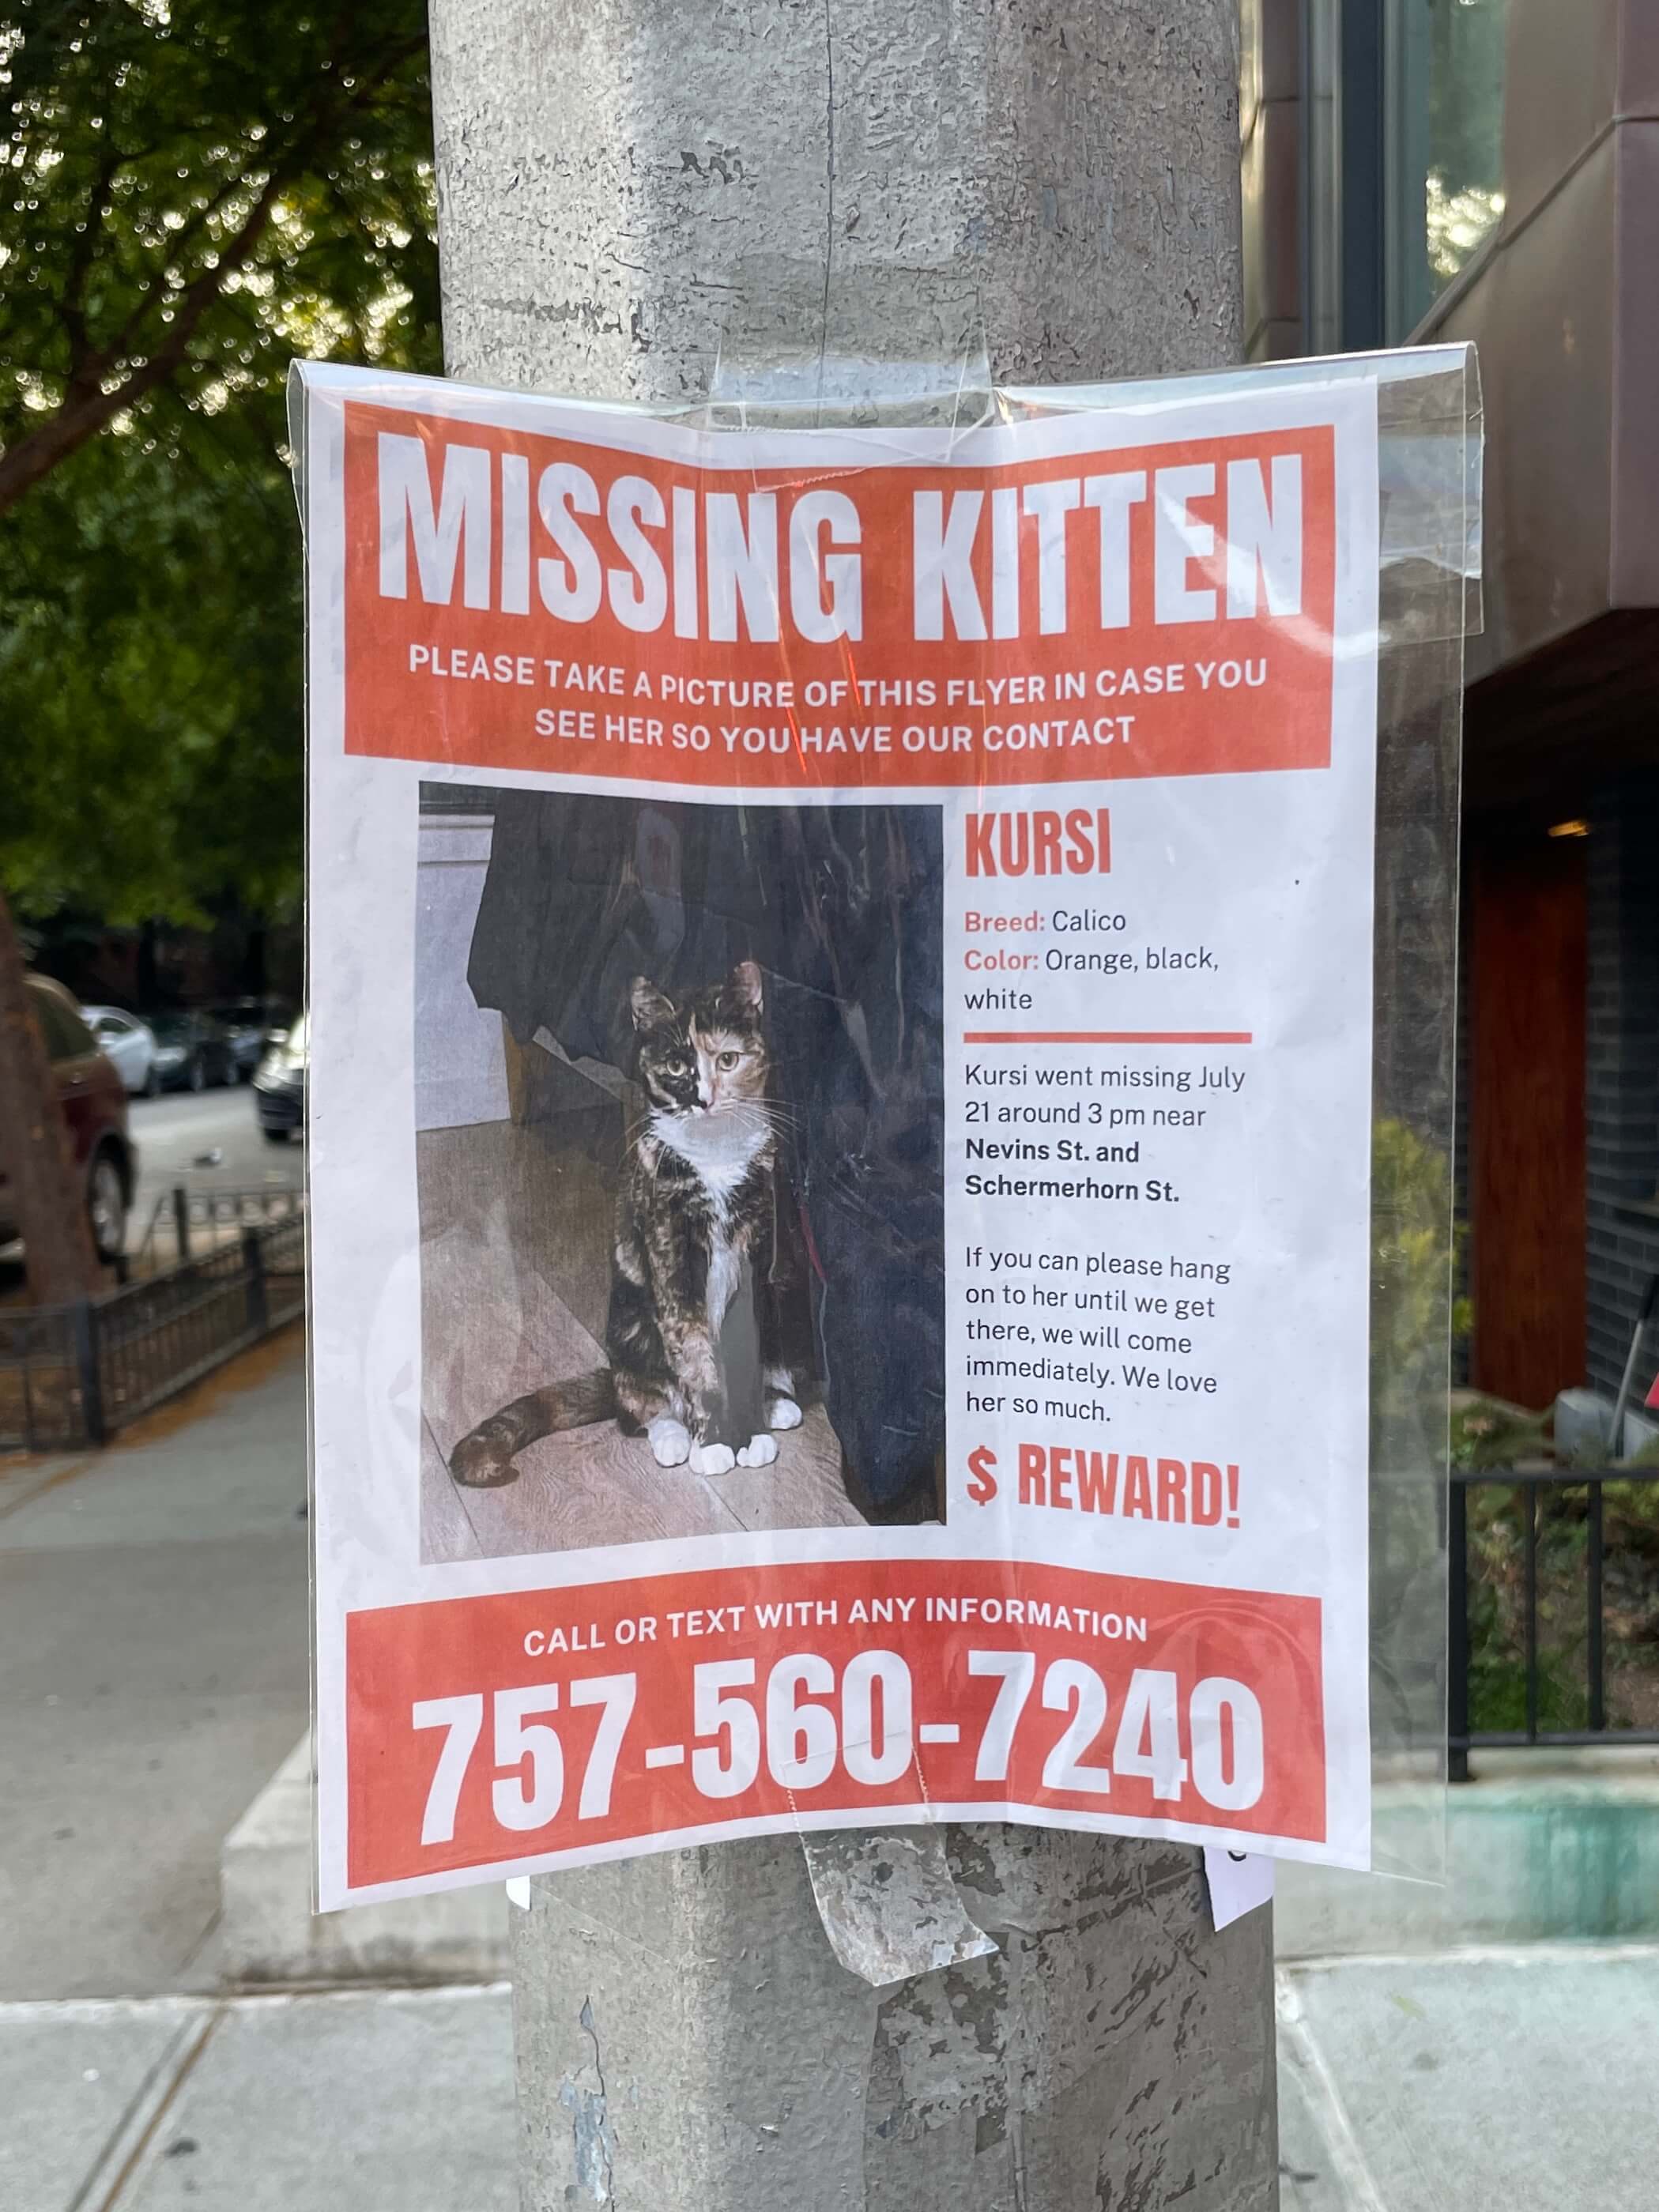 MISSING KITTEN
PLEASE TAKE A PICTURE OF THIS FLYER IN CASE YOU
SEE HER SO YOU HAVE OUR CONTACT
KURSI
Breed: Calico
Color: Orange, black,
white
Kursi went missing July
21 around 3 pm near
Nevins St. and
Schermerhorn St.
If you can please hang
on to her until we get
there, we will come
immediately. We love
her so much.
$ REWARD!
CALL OR TEXT WITH ANY INFORMATION
757-560-7240